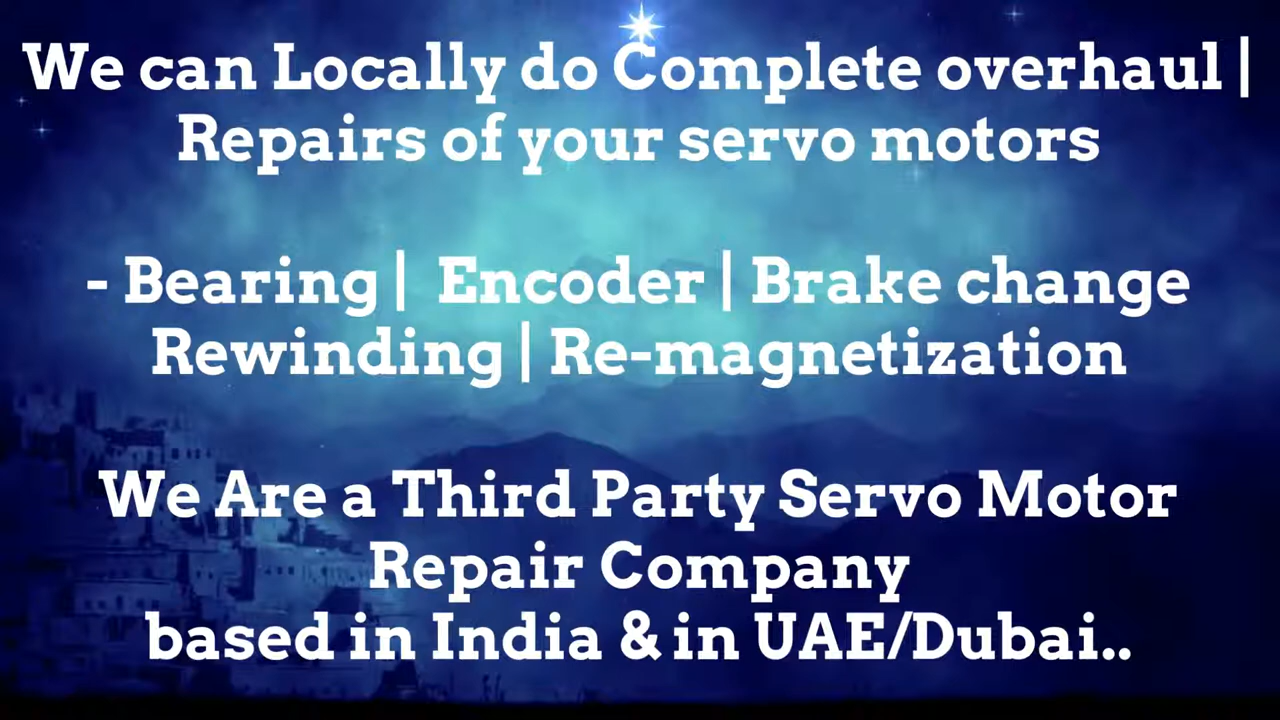 We can Locally do Complete overhaul |
Repairs of your servo motors
- Bearing | Encoder | Brake change
Rewinding | Re-magnetization
We Are a Third Party Servo Motor
Repair Company
based in India & in UAE/Dubai..